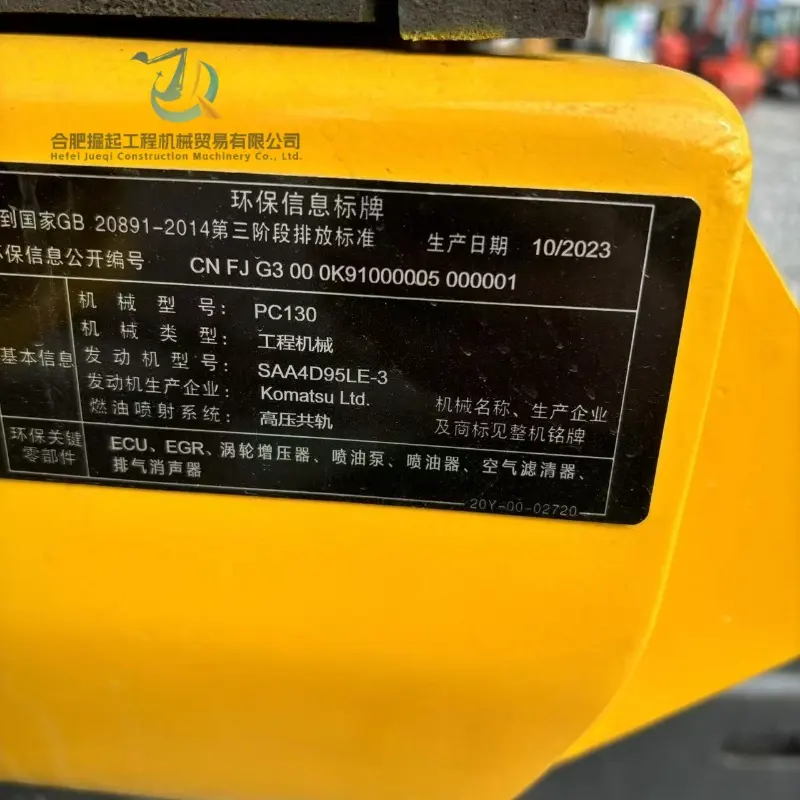 合肥掘起工程机械贸易有限公司
Hefei Jueqi Construction Machinery Co., Ltd.
环保信息标牌
到国家GB 20891-2014第三阶段排放标准 生产日期 10/2023
保信息公开编号 CN FJ G3 00 0K91000005 000001
基本信息
机械型号: PC130
机械类型: 工程机械
发动机型号: SAA4D95LE-3
发动机生产企业: Komatsu Ltd.
燃油喷射系统: 高压共轨
机械名称、生产企业
及商标见整机铭牌
环保关键
零部件
ECU、EGR、涡轮增压器、喷油泵、喷油器、空气滤清器、
排气消声器
20Y-00-02720